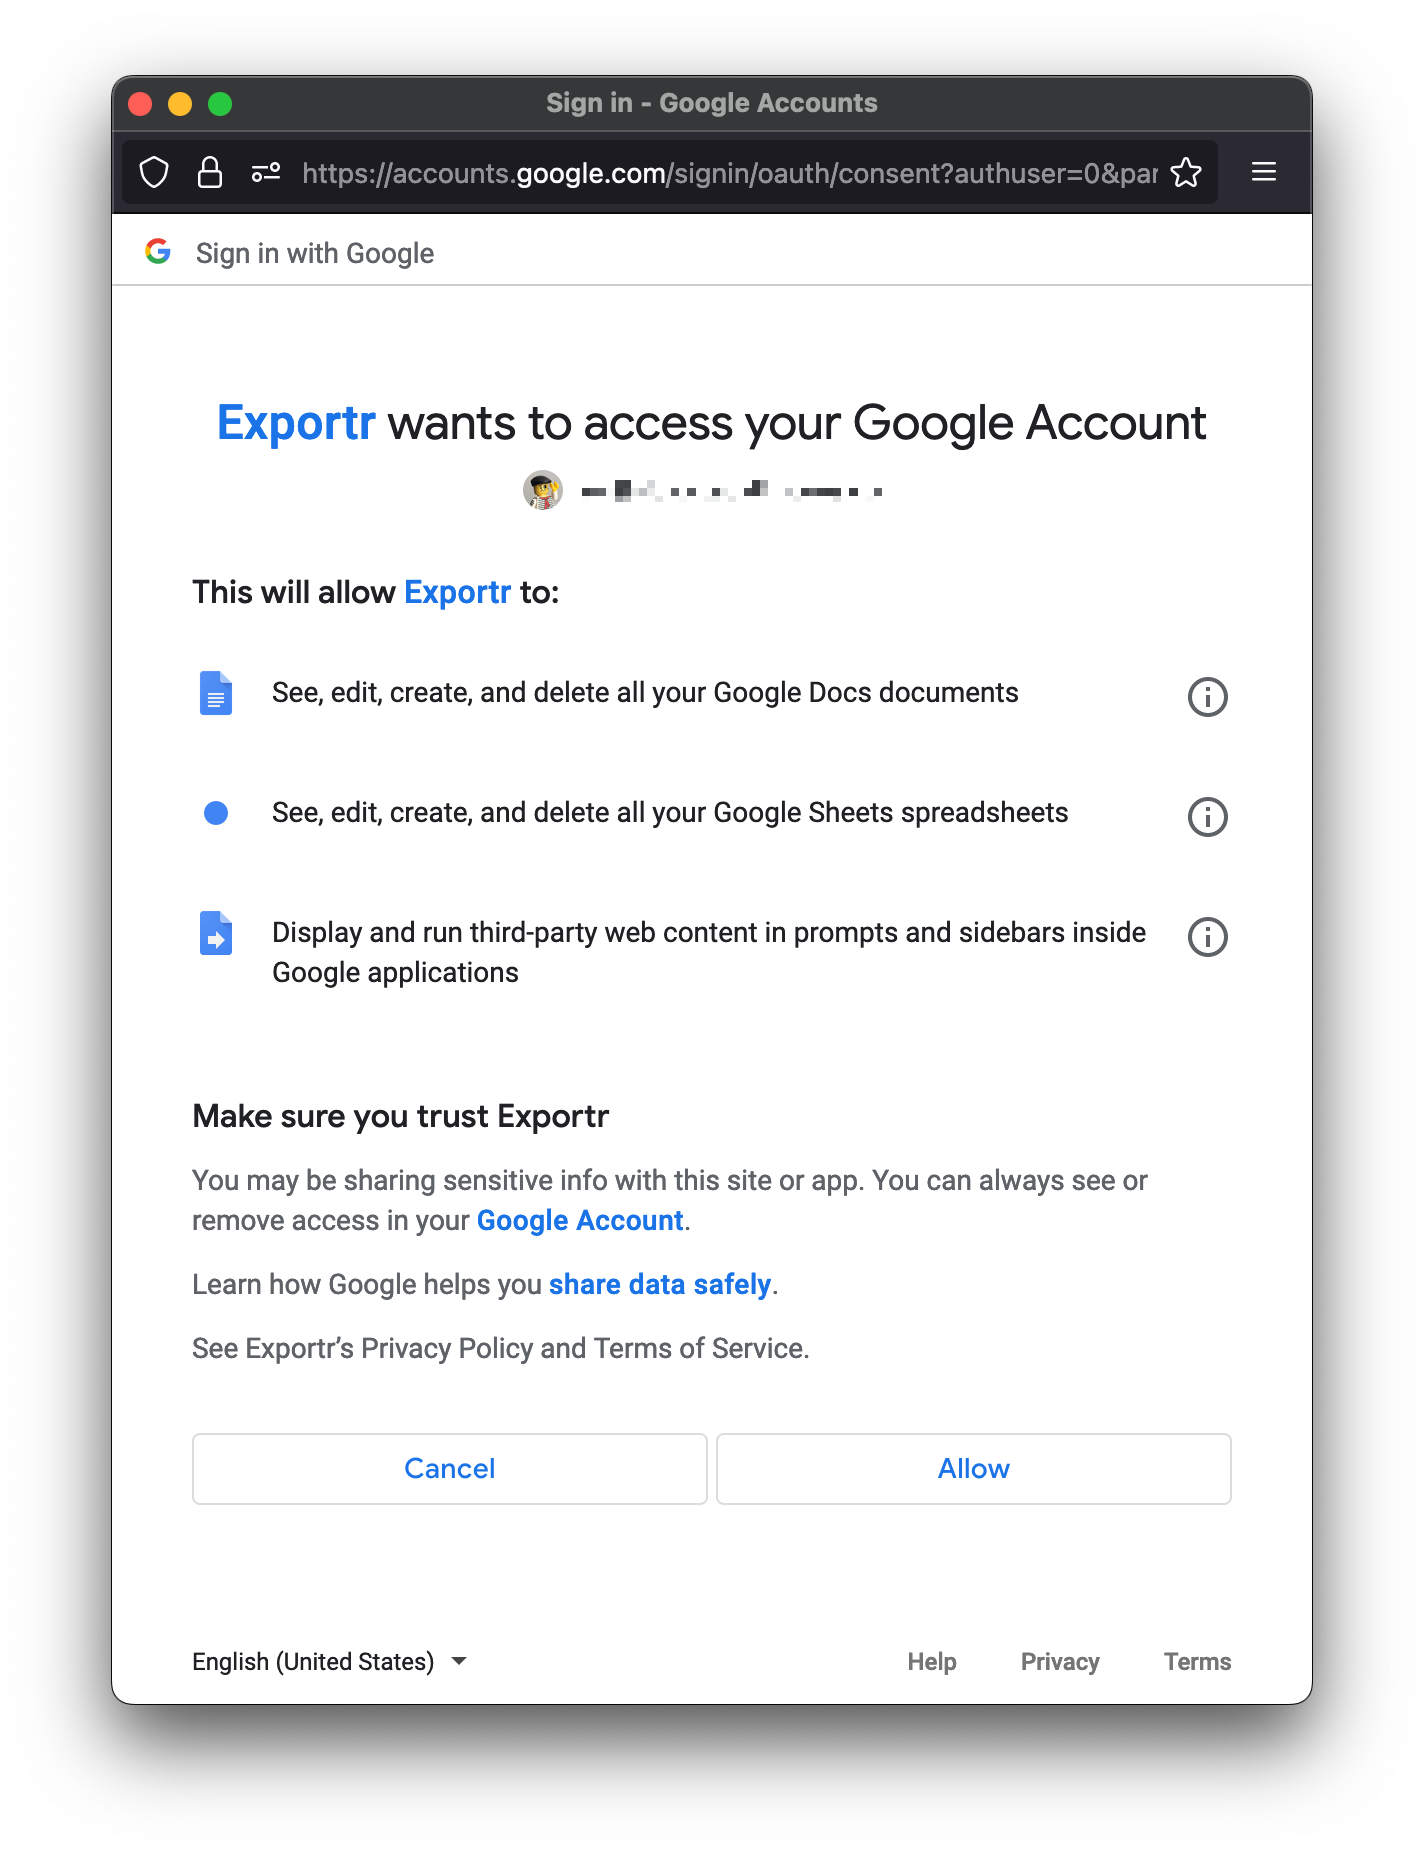 Sign in - Google Accounts
https://accounts.google.com/signin/oauth/consent?authuser=0&par
Sign in with Google
Exportr wants to access your Google Account
This will allow Exportr to:
See, edit, create, and delete all your Google Docs documents
See, edit, create, and delete all your Google Sheets spreadsheets
Display and run third-party web content in prompts and sidebars inside
Google applications
Make sure you trust Exportr
You may be sharing sensitive info with this site or app. You can always see or
remove access in your Google Account.
Learn how Google helps you share data safely.
See Exportr’s Privacy Policy and Terms of Service.
Cancel Allow
English (United States) Help Privacy Terms